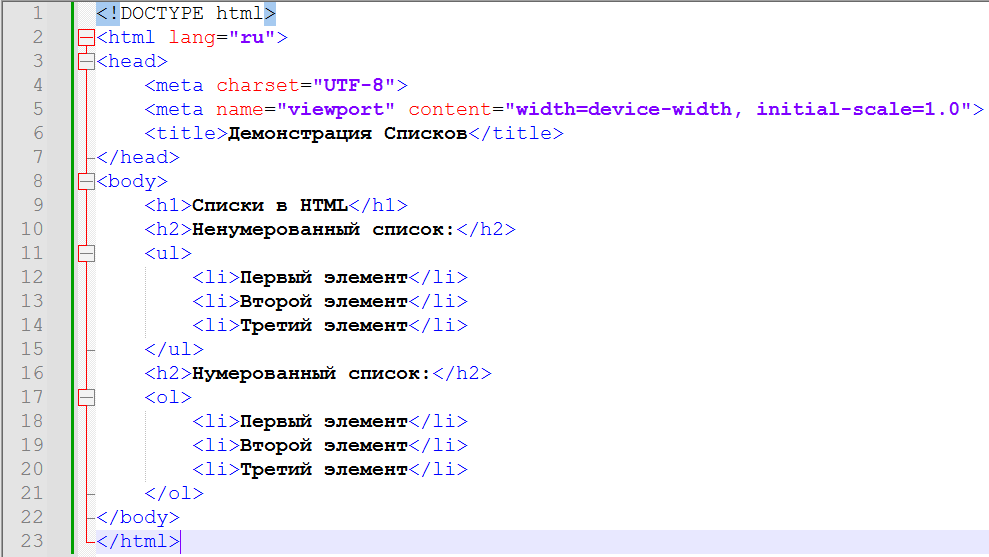 1 <!DOCTYPE html>
2 <html lang="ru">
3 <head>
4     <meta charset="UTF-8">
5     <meta name="viewport" content="width=device-width, initial-scale=1.0">
6     <title>Демонстрация Списков</title>
7 </head>
8 <body>
9     <h1>Списки в HTML</h1>
10     <h2>Ненумерованный список:</h2>
11     <ul>
12         <li>Первый элемент</li>
13         <li>Второй элемент</li>
14         <li>Третий элемент</li>
15     </ul>
16     <h2>Нумерованный список:</h2>
17     <ol>
18         <li>Первый элемент</li>
19         <li>Второй элемент</li>
20         <li>Третий элемент</li>
21     </ol>
22 </body>
23 </html>